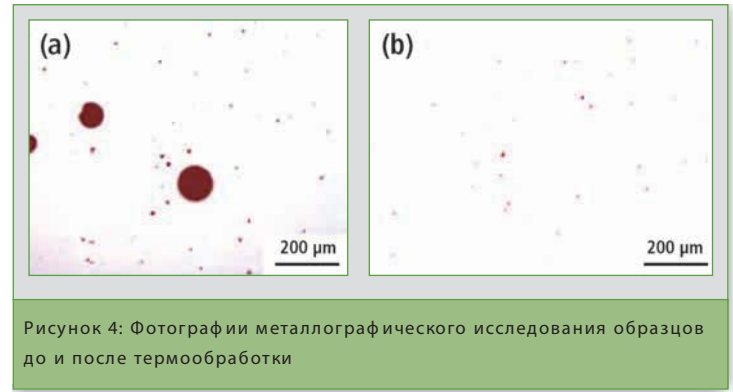 (a)
(b)
200 µm
200 µm
Рисунок 4: Фотографии металлографического исследования образцов
до и после термообработки